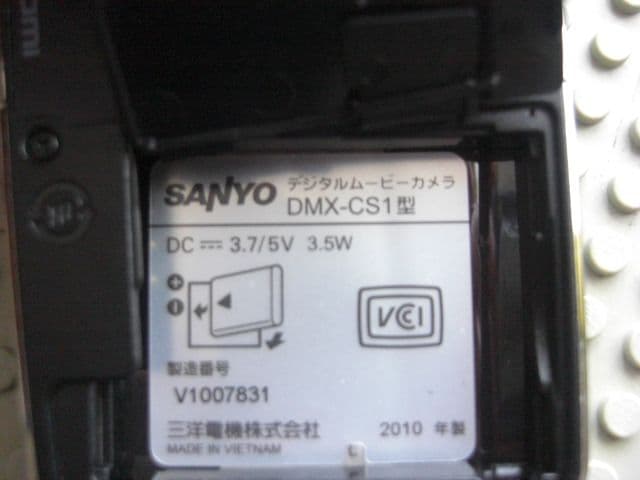 SANYO デジタルムービーカメラ
DMX-CS1型
DC 3.7/5V 3.5W
VCCI
製造番号
V1007831
三洋電機株式会社 2010 年製
MADE IN VIETNAM